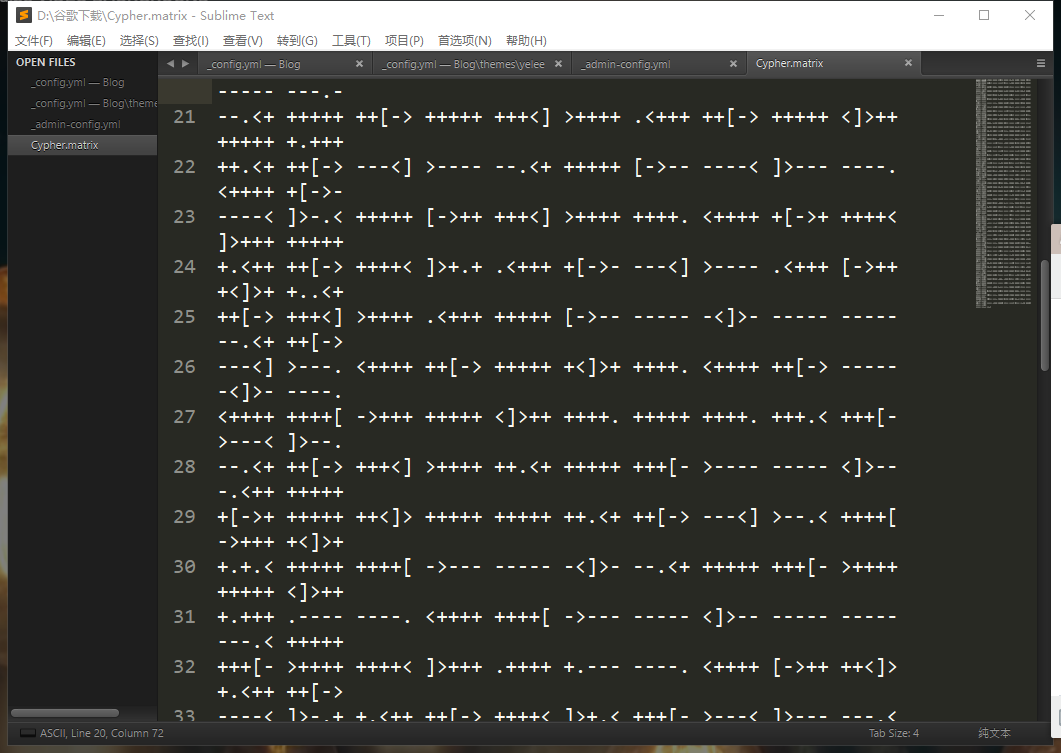 D:\谷歌下载\Cypher.matrix - Sublime Text
文件(F) 编辑(E) 选择(S) 查找(I) 查看(V) 转到(G) 工具(T) 项目(P) 首选项(N) 帮助(H)
OPEN FILES
_config.yml — Blog
_config.yml — Blog\theme
_admin-config.yml
Cypher.matrix
_config.yml — Blog
_config.yml — Blog\themes\yelee
_admin-config.yml
Cypher.matrix
----- ---.-
21 --.<+ +++++ ++[-> +++++ +++<] >++++ .<+++ ++[-> +++++ <]>++
+++++ +.+++
22 ++.<+ ++[-> ---<] >---- --.<+ +++++ [->-- ----< ]>--- ----.
<++++ +[->-
23 ----< ]>-.< +++++ [->++ +++<] >++++ ++++. <++++ +[->+ ++++<
]>+++ +++++
24 +.<++ ++[-> ++++< ]>+.+ .<+++ +[->- ---<] >---- .<+++ [->++
+<]>+ +..<+
25 ++[-> +++<] >++++ .<+++ +++++ [->-- ----- -<]>- ----- -----
--.<+ ++[->
26 ---<] >---. <++++ ++[-> +++++ +<]>+ ++++. <++++ ++[-> -----
-<]>- ----.
27 <++++ ++++[ ->+++ +++++ <]>++ ++++. +++++ ++++. +++.< +++[-
>---< ]>--.
28 --.<+ ++[-> +++<] >++++ ++.<+ +++++ +++[- >---- ----- <]>--
-.<++ +++++
29 +[->+ +++++ ++<]> +++++ +++++ ++.<+ ++[-> ---<] >--.< ++++[
->+++ +<]>+
30 +.+.< +++++ ++++[ ->--- ----- -<]>- --.<+ +++++ +++[- >++++
+++++ <]>++
31 +.+++ .---- ----. <++++ ++++[ ->--- ----- <]>-- ----- -----
---.< +++++
32 +++[- >++++ ++++< ]>+++ .++++ +.--- ----. <++++ [->++ ++<]>
+.<++ ++[->
33 ----< ]>-.+ +.<++ ++[-> ++++< ]>+.< +++[- >---< ]>--- ---.<
ASCII, Line 20, Column 72
Tab Size: 4
纯文本